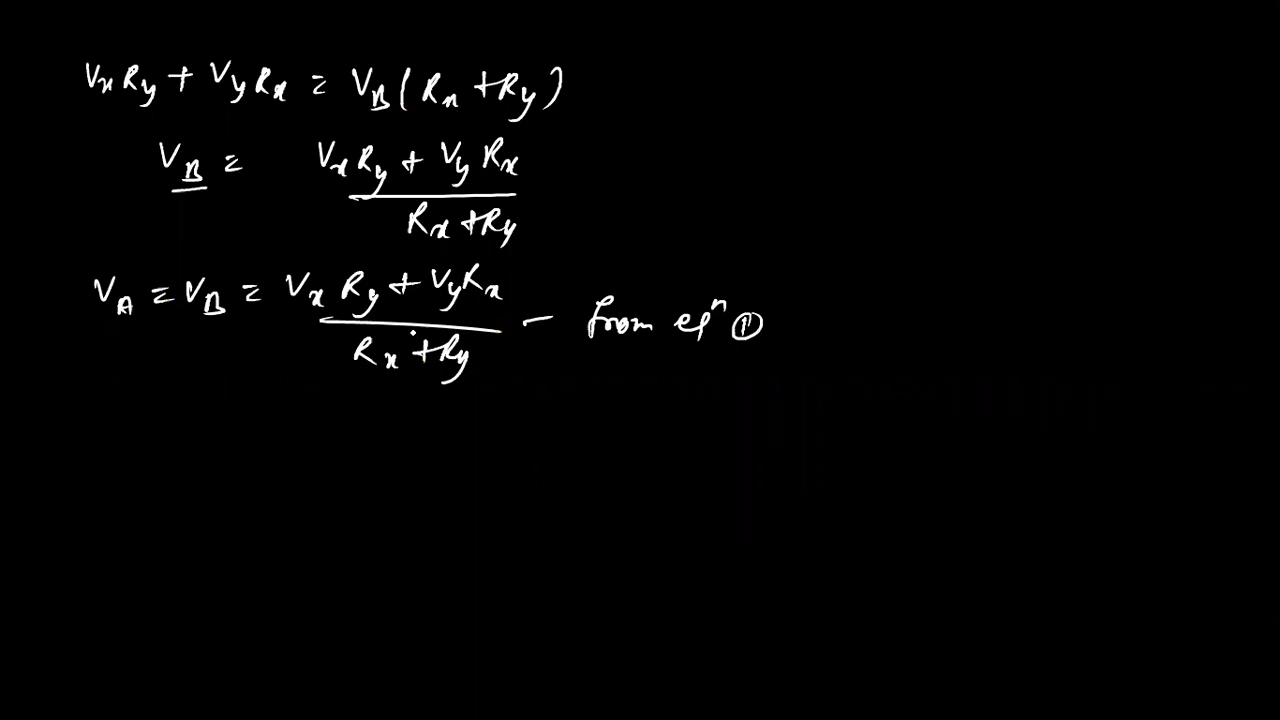 VxRy + VyRx = VB(Rx + Ry)
VB = VxRy + VyRx
Rx + Ry
VA = VB = VxRy + VyRx
Rx + Ry
- from eqⁿ ①